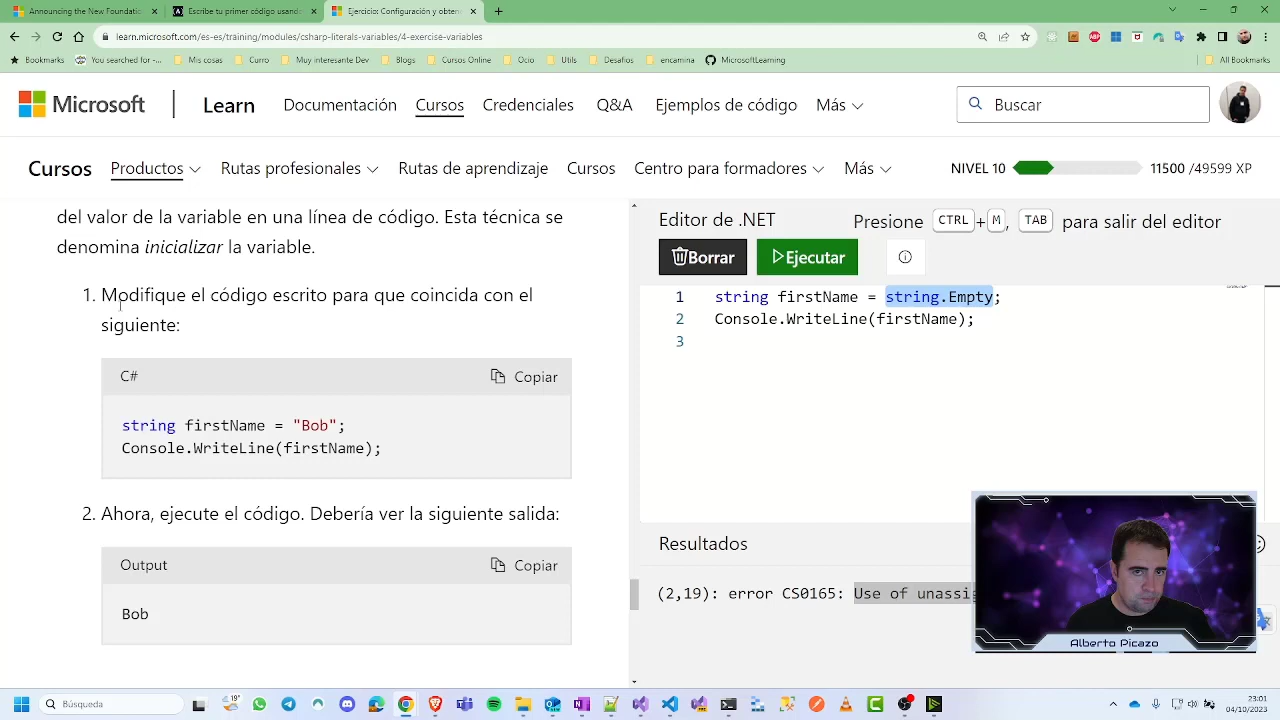 Announcing the New Foundatic
Escribe tu primer código usando
Ejercicio: Configuración y obten
learn.microsoft.com/es-es/training/modules/csharp-literals-variables/4-exercise-variables
Bookmarks
You searched for -...
Mis cosas
Curro
Muy interesante Dev
Blogs
Cursos Online
Ocio
Utils
Desafios
encamina
MicrosoftLearning
All Bookmarks
Microsoft
Learn
Documentación
Cursos
Credenciales
Q&A
Ejemplos de código
Más
Buscar
Cursos
Productos
Rutas profesionales
Rutas de aprendizaje
Cursos
Centro para formadores
Más
NIVEL 10
11500 /49599 XP
del valor de la variable en una línea de código. Esta técnica se
denomina inicializar la variable.
1. Modifique el código escrito para que coincida con el
siguiente:
C#
Copiar
string firstName = "Bob";
Console.WriteLine(firstName);
2. Ahora, ejecute el código. Debería ver la siguiente salida:
Output
Copiar
Bob
Editor de .NET
Presione CTRL + M, TAB para salir del editor
Borrar
Ejecutar
1 string firstName = string.Empty;
2 Console.WriteLine(firstName);
3
Resultados
(2,19): error CS0165: Use of unassi
Alberto Picazo
Búsqueda
19°
23:01
04/10/2023